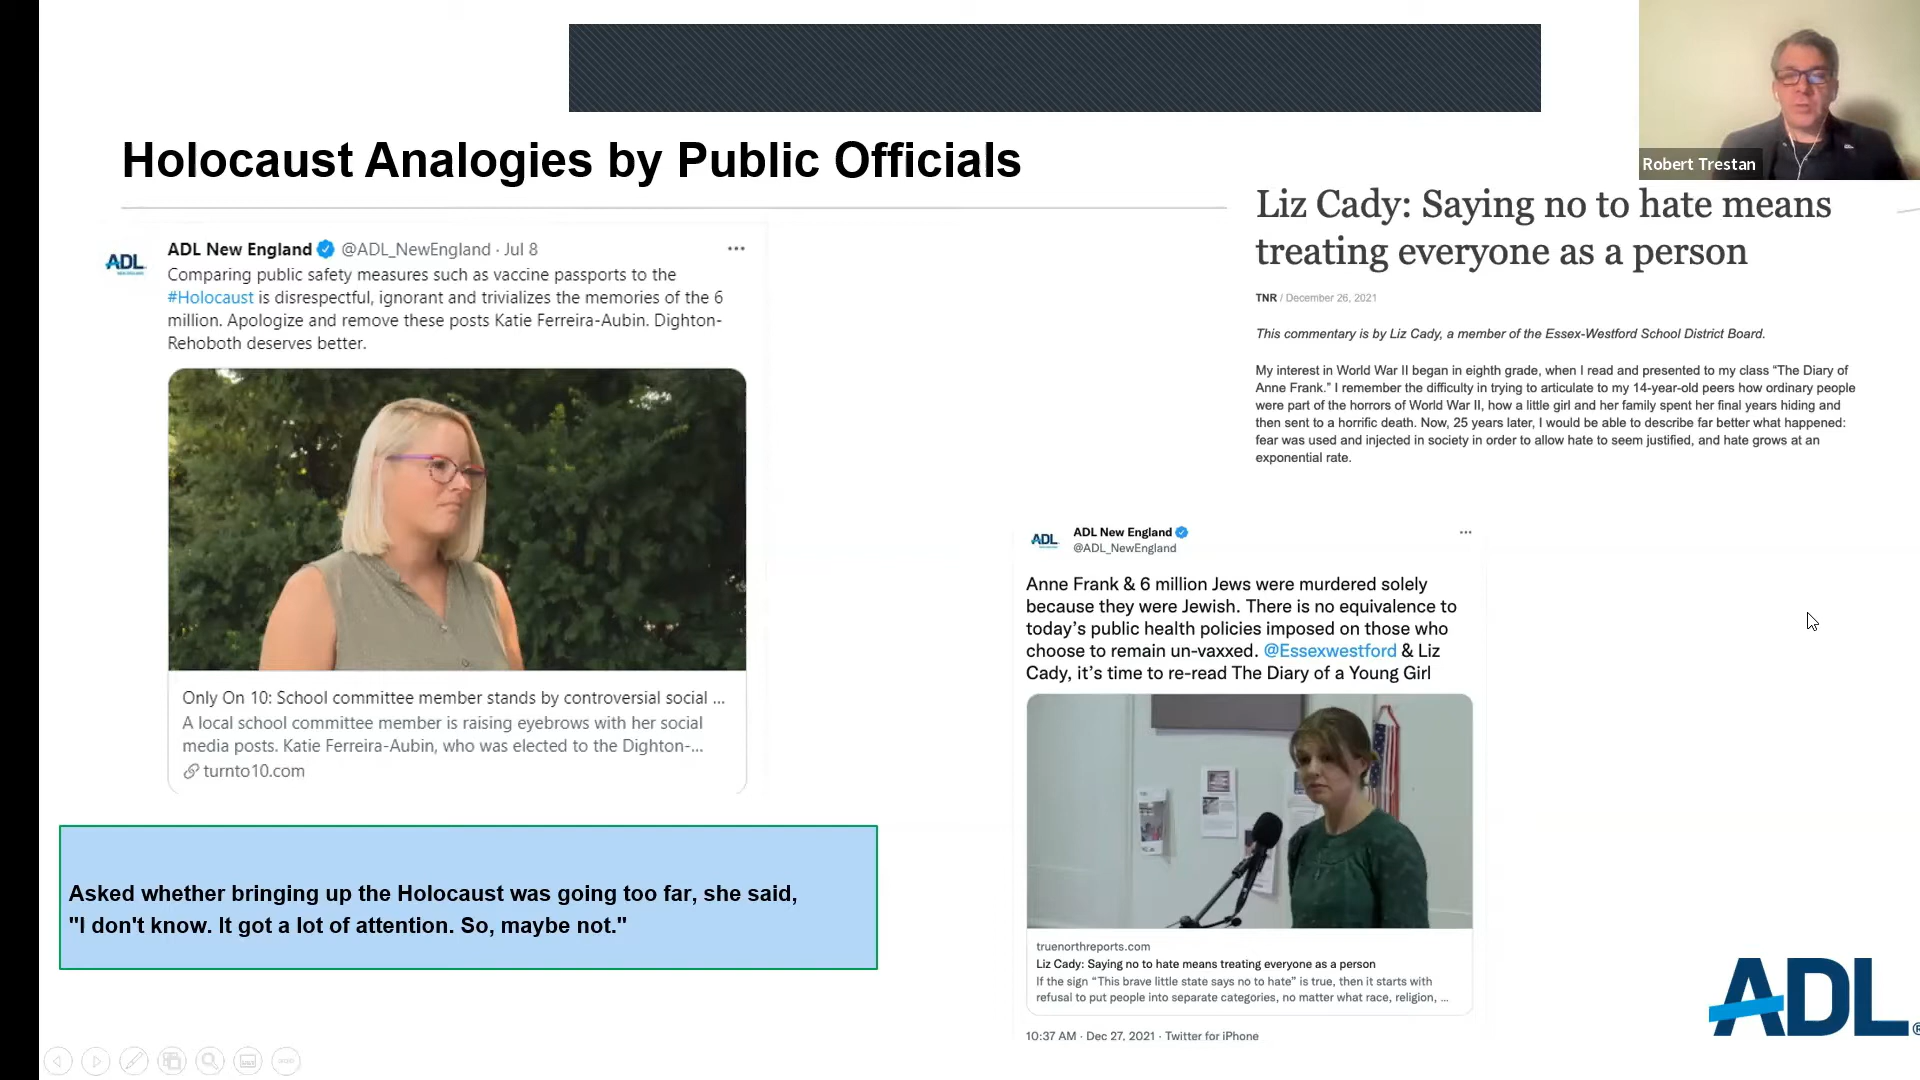 Robert Trestan
Holocaust Analogies by Public Officials
ADL
ADL New England @ADL_NewEngland · Jul 8
Comparing public safety measures such as vaccine passports to the
#Holocaust is disrespectful, ignorant and trivializes the memories of the 6
million. Apologize and remove these posts Katie Ferreira-Aubin. Dighton-
Rehoboth deserves better.
Only On 10: School committee member stands by controversial social ...
A local school committee member is raising eyebrows with her social
media posts. Katie Ferreira-Aubin, who was elected to the Dighton-...
turnto10.com
Asked whether bringing up the Holocaust was going too far, she said,
"I don't know. It got a lot of attention. So, maybe not."
Liz Cady: Saying no to hate means
treating everyone as a person
TNR / December 26, 2021
This commentary is by Liz Cady, a member of the Essex-Westford School District Board.
My interest in World War II began in eighth grade, when I read and presented to my class “The Diary of
Anne Frank.” I remember the difficulty in trying to articulate to my 14-year-old peers how ordinary people
were part of the horrors of World War II, how a little girl and her family spent her final years hiding and
then sent to a horrific death. Now, 25 years later, I would be able to describe far better what happened:
fear was used and injected in society in order to allow hate to seem justified, and hate grows at an
exponential rate.
ADL
ADL New England
@ADL_NewEngland
Anne Frank & 6 million Jews were murdered solely
because they were Jewish. There is no equivalence to
today’s public health policies imposed on those who
choose to remain un-vaxxed. @Essexwestford & Liz
Cady, it’s time to re-read The Diary of a Young Girl
truenorthreports.com
Liz Cady: Saying no to hate means treating everyone as a person
If the sign “This brave little state says no to hate” is true, then it starts with
refusal to put people into separate categories, no matter what race, religion, ...
10:37 AM · Dec 27, 2021 · Twitter for iPhone
ADL®